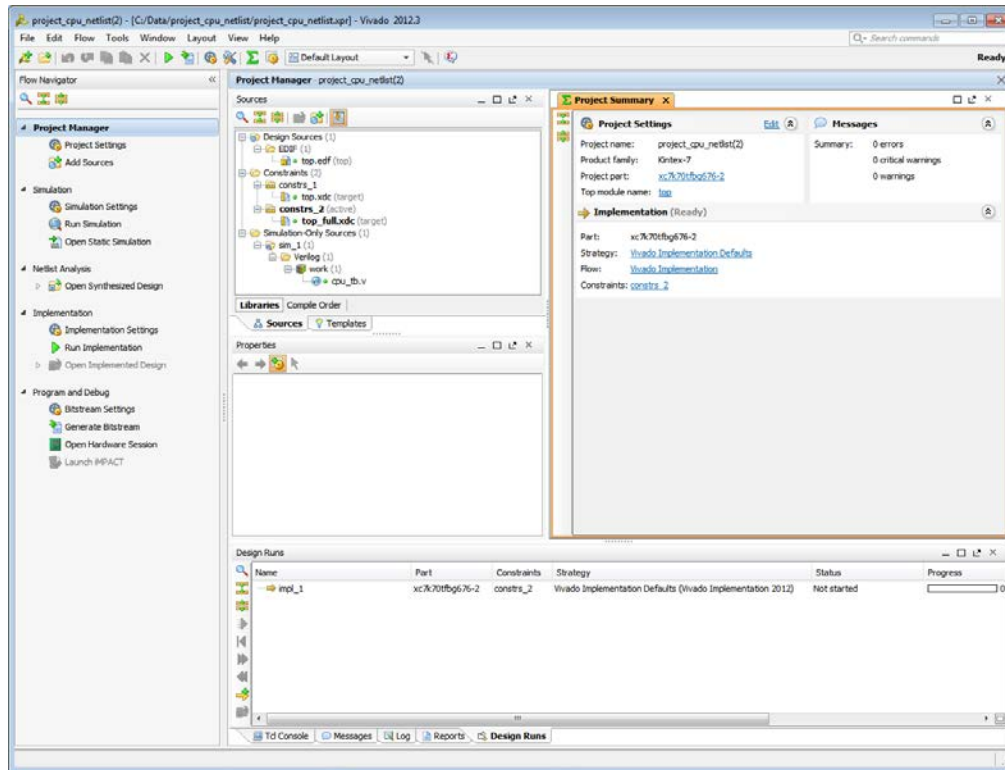 project_cpu_netlist(2) - [C:/Data/project_cpu_netlist/project_cpu_netlist.xpr] - Vivado 2012.3
File Edit Flow Tools Window Layout View Help
Search commands
Default Layout
Ready
Flow Navigator
Project Manager
Project Settings
Add Sources
Simulation
Simulation Settings
Run Simulation
Open Static Simulation
Netlist Analysis
Open Synthesized Design
Implementation
Implementation Settings
Run Implementation
Open Implemented Design
Program and Debug
Bitstream Settings
Generate Bitstream
Open Hardware Session
Launch iMPACT
Project Manager - project_cpu_netlist(2)
Sources
Design Sources (1)
EDIF (1)
top.edf (top)
Constraints (2)
constrs_1
top.xdc (target)
constrs_2 (active)
top_full.xdc (target)
Simulation-Only Sources (1)
sim_1 (1)
Verilog (1)
work (1)
cpu_tb.v
Libraries Compile Order
Sources Templates
Properties
Project Summary
Project Settings Edit
Project name: project_cpu_netlist(2)
Product family: Kintex-7
Project part: xc7k70tfbg676-2
Top module name: top
Messages
Summary: 0 errors
0 critical warnings
0 warnings
Implementation (Ready)
Part: xc7k70tfbg676-2
Strategy: Vivado Implementation Defaults
Flow: Vivado Implementation
Constraints: constrs_2
Design Runs
Name Part Constraints Strategy Status Progress
impl_1 xc7k70tfbg676-2 constrs_2 Vivado Implementation Defaults (Vivado Implementation 2012) Not started 0
Tcl Console Messages Log Reports Design Runs